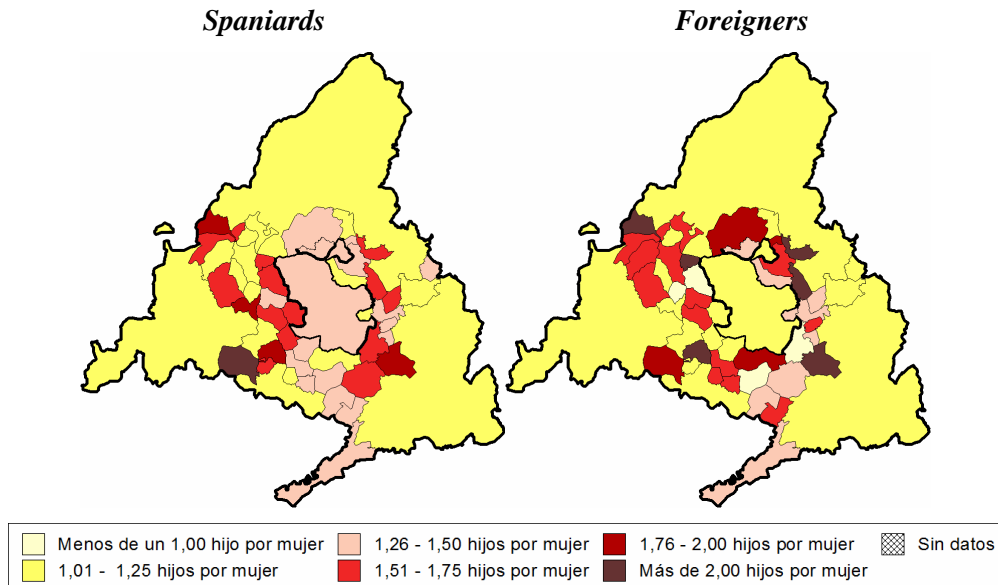 Spaniards
Foreigners
Menos de un 1,00 hijo por mujer
1,26 - 1,50 hijos por mujer
1,76 - 2,00 hijos por mujer
Sin datos
1,01 - 1,25 hijos por mujer
1,51 - 1,75 hijos por mujer
Más de 2,00 hijos por mujer